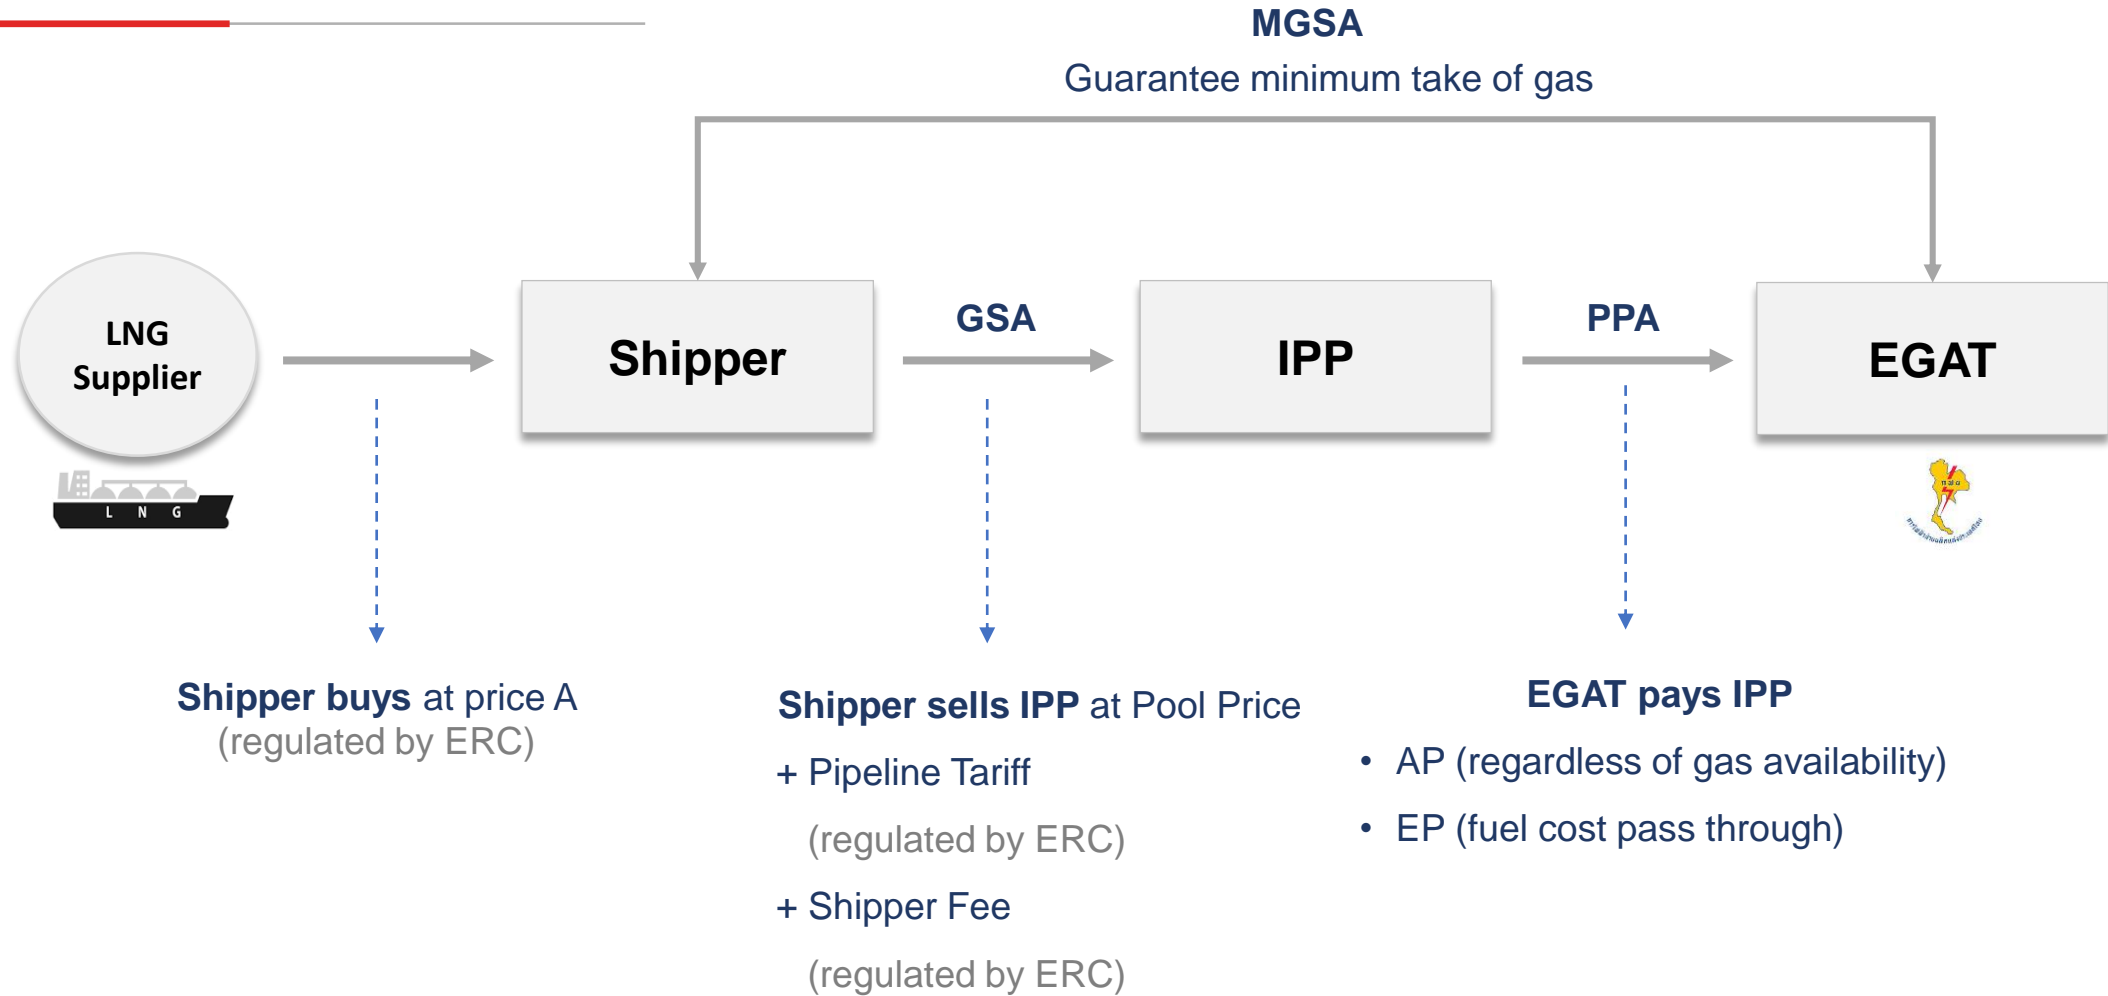 MGSA
Guarantee minimum take of gas
LNG
Supplier
Shipper
GSA
IPP
PPA
EGAT
L N G
Shipper buys at price A
(regulated by ERC)
Shipper sells IPP at Pool Price
+ Pipeline Tariff
(regulated by ERC)
+ Shipper Fee
(regulated by ERC)
EGAT pays IPP
• AP (regardless of gas availability)
• EP (fuel cost pass through)